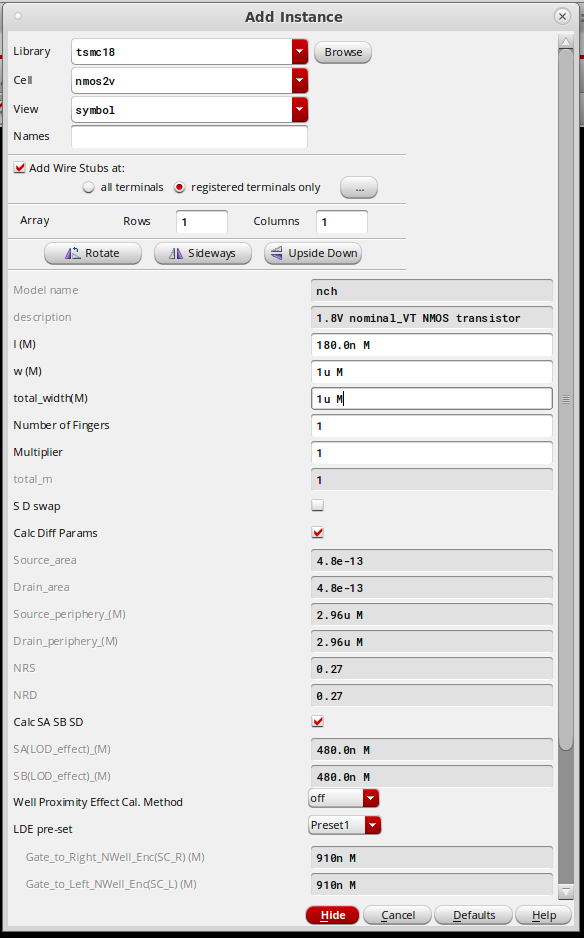 Add Instance
Library tsmc18 Browse
Cell nmos2v
View symbol
Names
Add Wire Stubs at:
all terminals registered terminals only ...
Array Rows 1 Columns 1
Rotate Sideways Upside Down
Model name nch
description 1.8V nominal_VT NMOS transistor
l (M) 180.0n M
w (M) 1u M
total_width(M) 1u M
Number of Fingers 1
Multiplier 1
total_m 1
S D swap
Calc Diff Params
Source_area 4.8e-13
Drain_area 4.8e-13
Source_periphery_(M) 2.96u M
Drain_periphery_(M) 2.96u M
NRS 0.27
NRD 0.27
Calc SA SB SD
SA(LOD_effect)_(M) 480.0n M
SB(LOD_effect)_(M) 480.0n M
Well Proximity Effect Cal. Method off
LDE pre-set Preset1
Gate_to_Right_NWell_Enc(SC_R) (M) 910n M
Gate_to_Left_NWell_Enc(SC_L) (M) 910n M
Hide Cancel Defaults Help